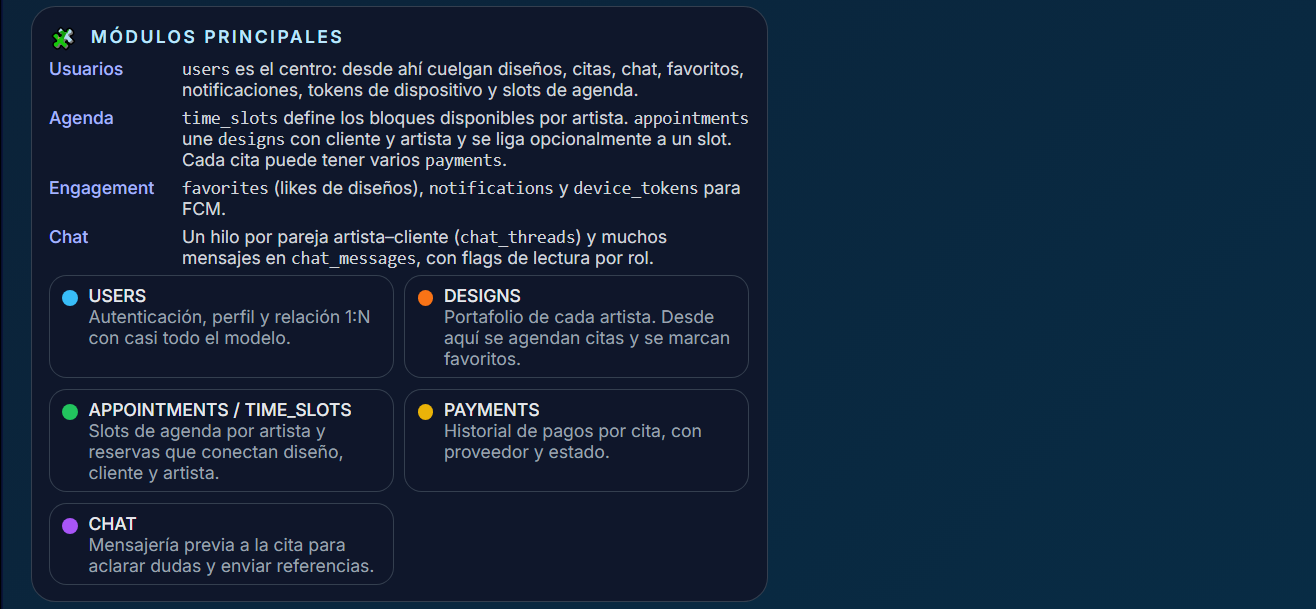 MÓDULOS PRINCIPALES
Usuarios
users es el centro: desde ahí cuelgan diseños, citas, chat, favoritos,
notificaciones, tokens de dispositivo y slots de agenda.
Agenda
time_slots define los bloques disponibles por artista. appointments
une designs con cliente y artista y se liga opcionalmente a un slot.
Cada cita puede tener varios payments.
Engagement
favorites (likes de diseños), notifications y device_tokens para
FCM.
Chat
Un hilo por pareja artista–cliente (chat_threads) y muchos
mensajes en chat_messages, con flags de lectura por rol.
USERS
Autenticación, perfil y relación 1:N
con casi todo el modelo.
DESIGNS
Portafolio de cada artista. Desde
aquí se agendan citas y se marcan
favoritos.
APPOINTMENTS / TIME_SLOTS
Slots de agenda por artista y
reservas que conectan diseño,
cliente y artista.
PAYMENTS
Historial de pagos por cita, con
proveedor y estado.
CHAT
Mensajería previa a la cita para
aclarar dudas y enviar referencias.